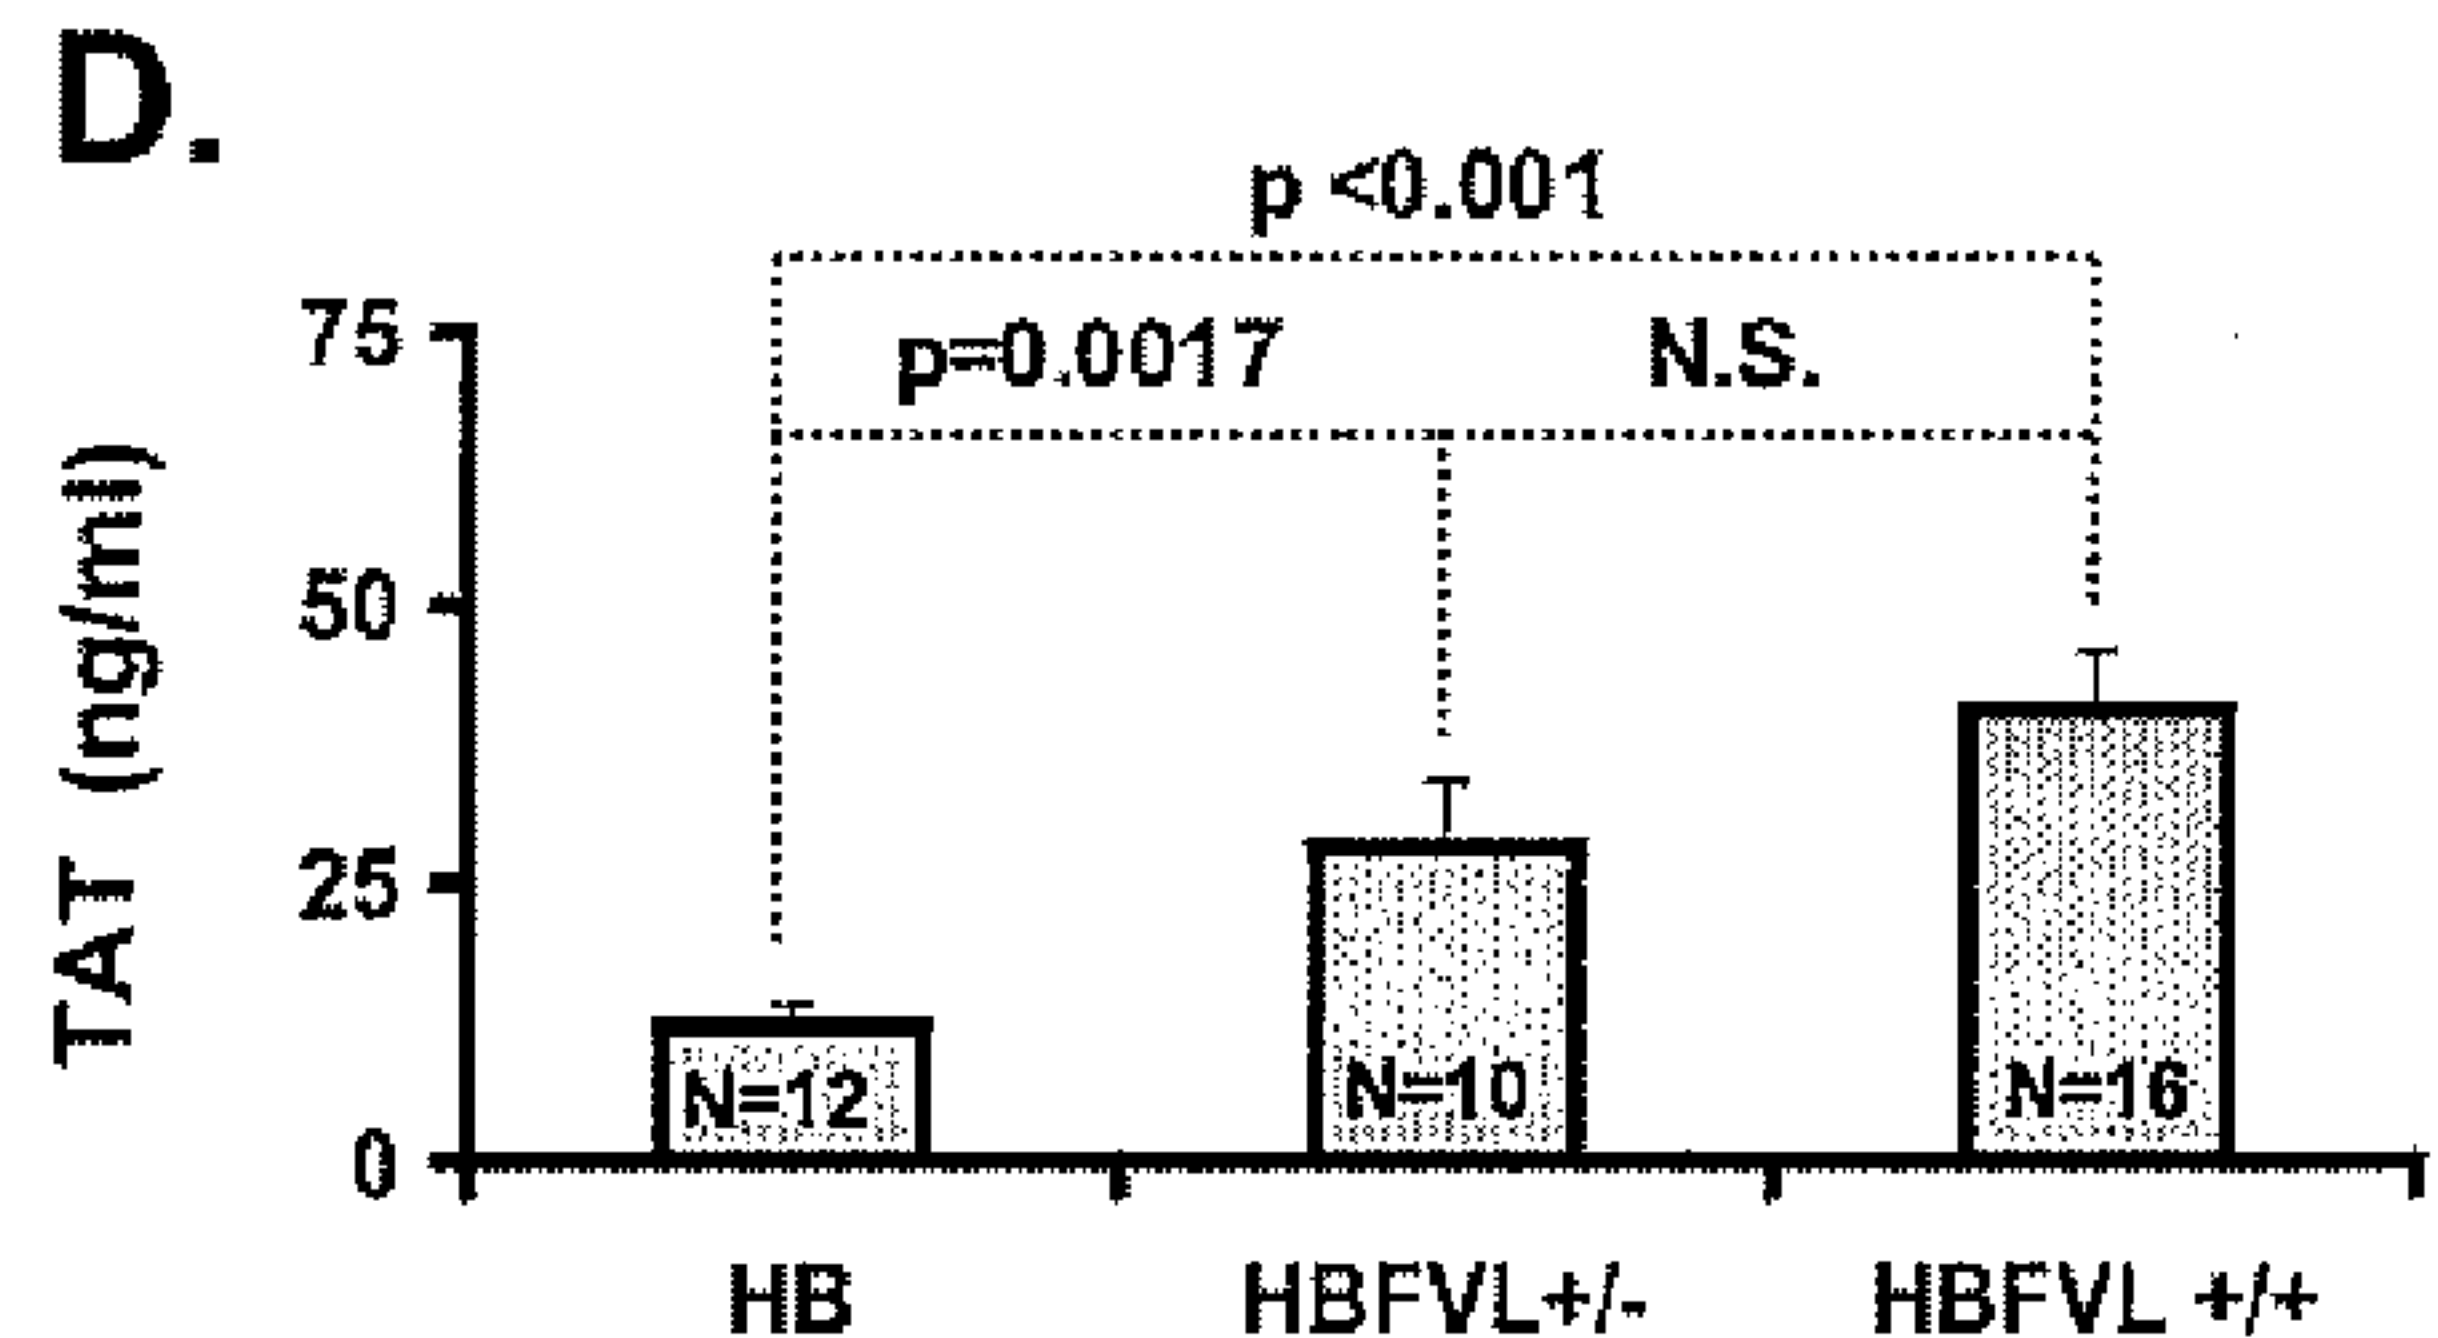 D.
p <0.001
p=0.0017 N.S.
75
50
25
0
TAT (ng/ml)
N=12 N=10 N=16
HB HBFVL+/- HBFVL +/+